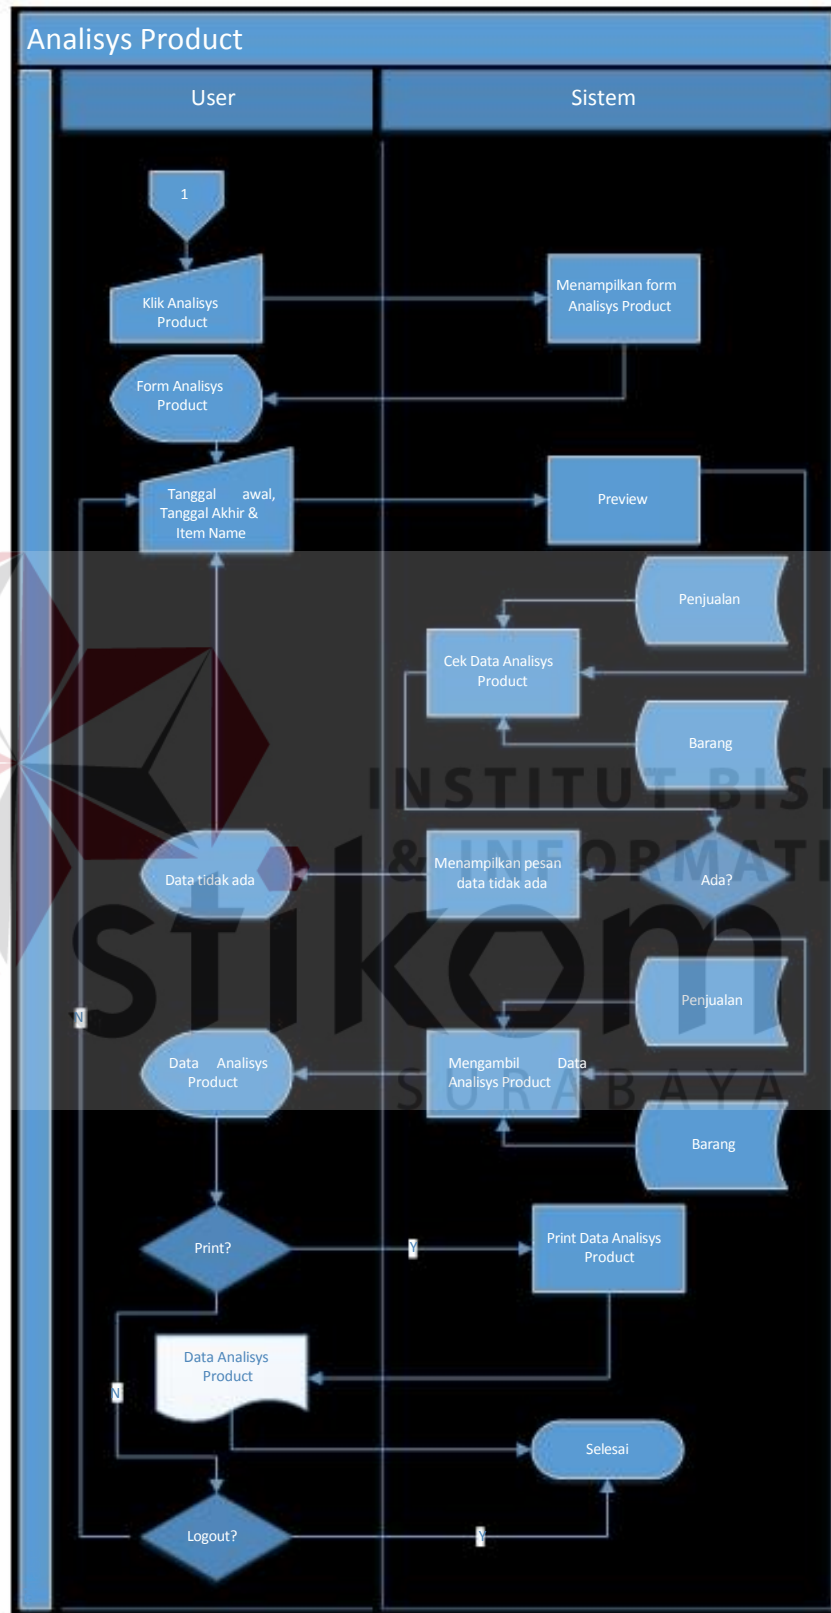 Analisys Product
User
Sistem
1
Klik Analisys
Product
Menampilkan form
Analisys Product
Form Analisys
Product
Tanggal awal,
Tanggal Akhir &
Item Name
Preview
Penjualan
Cek Data Analisys
Product
Barang
INSTITUT BISI
& INFORMATI
Data tidak ada
Menampilkan pesan
data tidak ada
Ada?
stikom
Penjualan
N
Data Analisys
Product
Mengambil Data
Analisys Product
SURABAYA
Barang
Print?
Y
Print Data Analisys
Product
Data Analisys
Product
N
Selesai
Logout?
Y